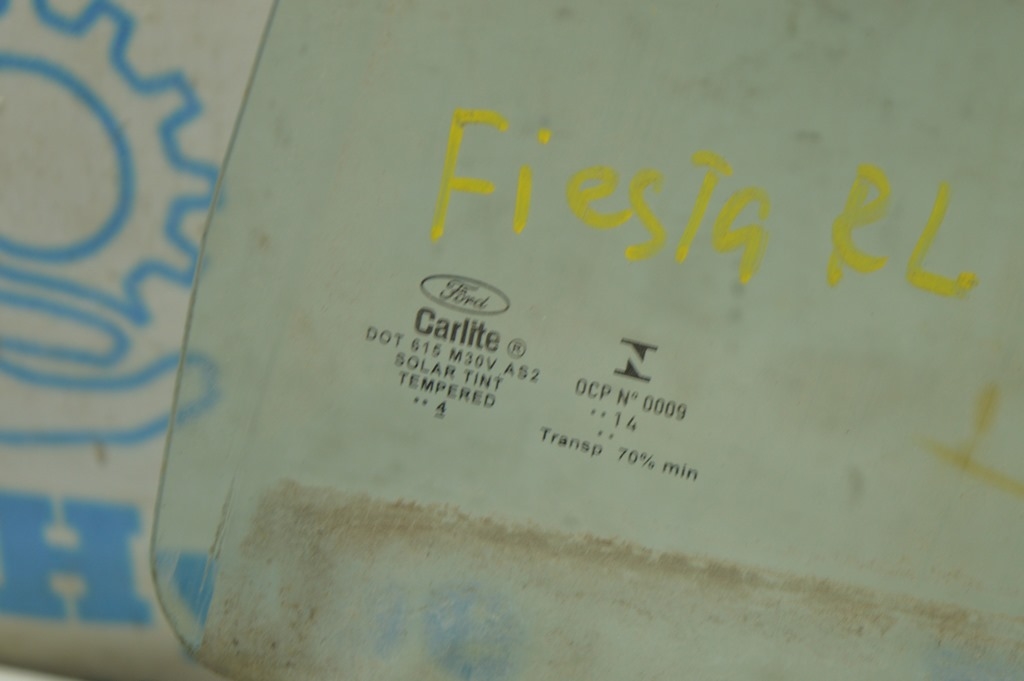 Fiesta RL
Ford
Carlite ®
DOT 615 M30V AS2
SOLAR TINT
TEMPERED
·· 4
OCP Nº 0009
·· 14
··
Transp 70% min
H